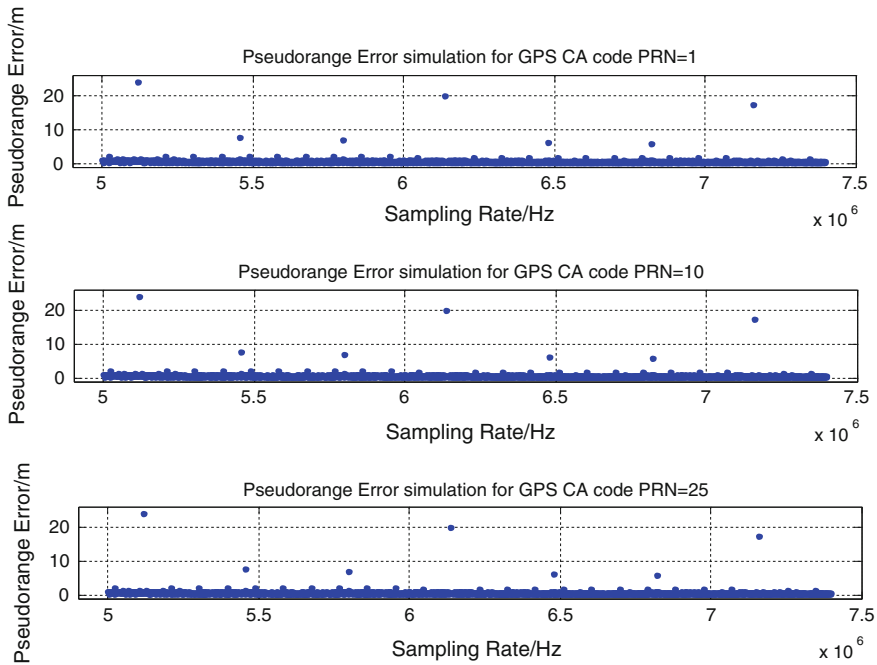 Pseudorange Error simulation for GPS CA code PRN=1
Pseudorange Error/m
20
10
0
5 5.5 6 6.5 7 7.5
Sampling Rate/Hz
x 10^6
Pseudorange Error simulation for GPS CA code PRN=10
Pseudorange Error/m
20
10
0
5 5.5 6 6.5 7 7.5
Sampling Rate/Hz
x 10^6
Pseudorange Error simulation for GPS CA code PRN=25
Pseudorange Error/m
20
10
0
5 5.5 6 6.5 7 7.5
Sampling Rate/Hz
x 10^6